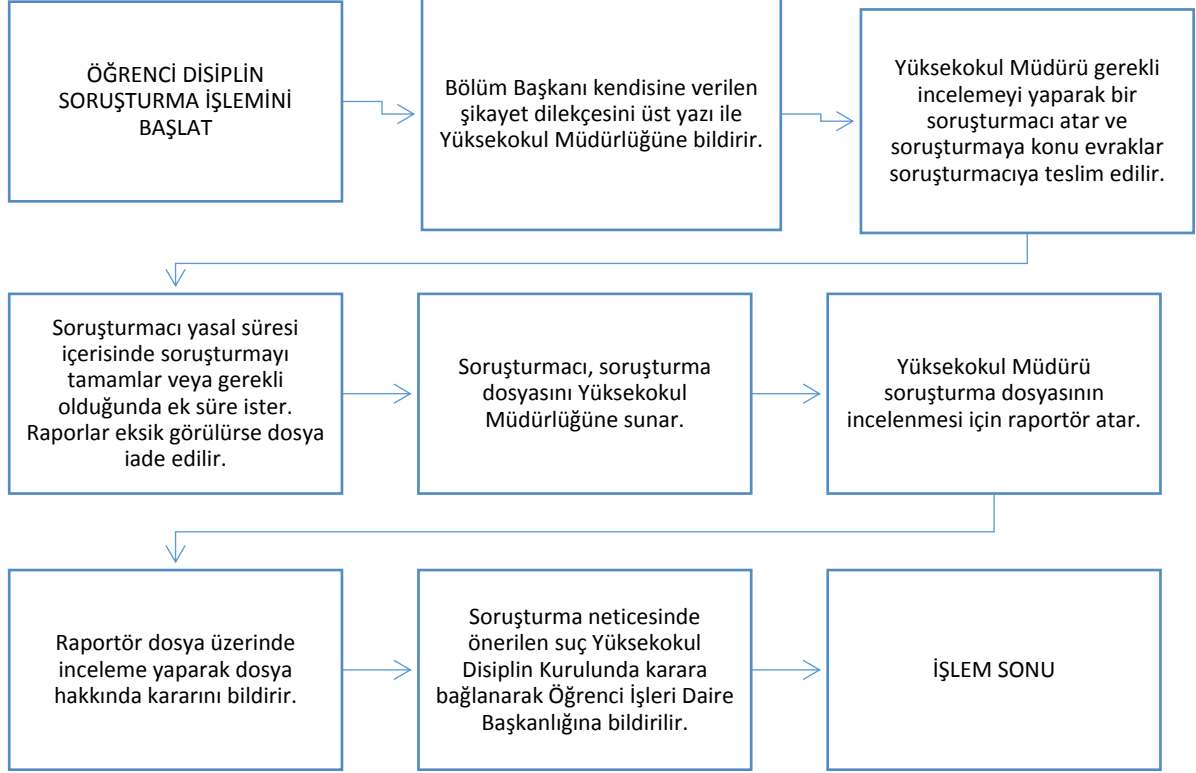 ÖĞRENCİ DİSİPLİN
SORUŞTURMA İŞLEMİNİ
BAŞLAT
Bölüm Başkanı kendisine verilen
şikayet dilekçesini üst yazı ile
Yüksekokul Müdürlüğüne bildirir.
Yüksekokul Müdürü gerekli
incelemeyi yaparak bir
soruşturmacı atar ve
soruşturmaya konu evraklar
soruşturmacıya teslim edilir.
Soruşturmacı yasal süresi
içerisinde soruşturmayı
tamamlar veya gerekli
olduğunda ek süre ister.
Raporlar eksik görülürse dosya
iade edilir.
Soruşturmacı, soruşturma
dosyasını Yüksekokul
Müdürlüğüne sunar.
Yüksekokul Müdürü
soruşturma dosyasının
incelenmesi için raportör atar.
Raportör dosya üzerinde
inceleme yaparak dosya
hakkında kararını bildirir.
Soruşturma neticesinde
önerilen suç Yüksekokul
Disiplin Kurulunda karara
bağlanarak Öğrenci İşleri Daire
Başkanlığına bildirilir.
İŞLEM SONU